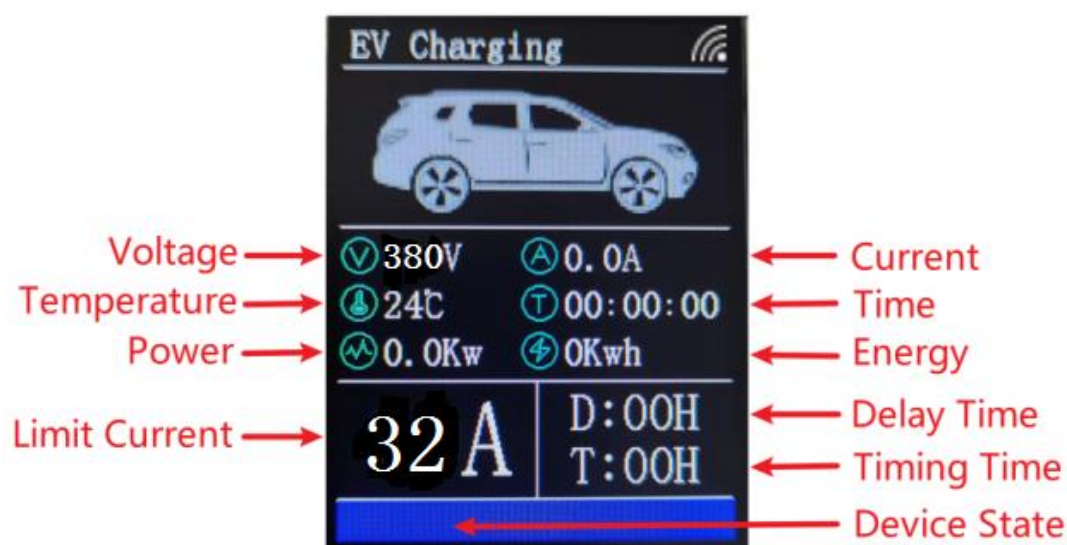 EV Charging
Voltage 380V 0.0A Current
Temperature 24℃ T 00:00:00 Time
Power 0.0Kw 0Kwh Energy
Limit Current 32A D:00H Delay Time
T:00H Timing Time
Device State